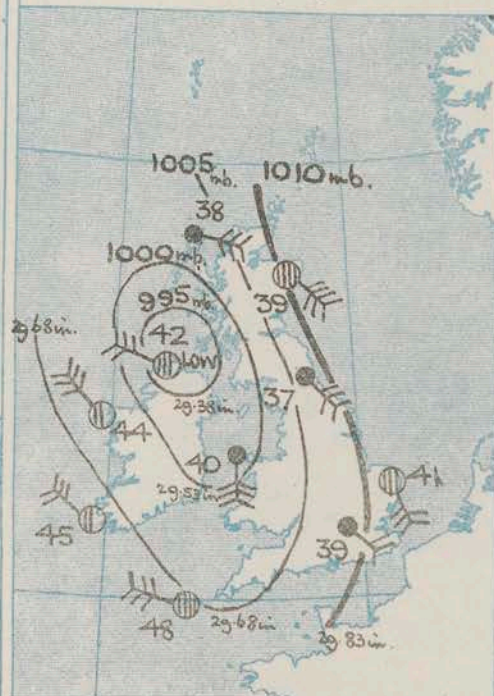 1005 mb.
1010 mb.
38
1000 mb.
39
995 mb
29.68 in.
42
LOW
29.38 in.
37
44
40
29.53 in
41
45
39
48
29.68 in
29.83 in.